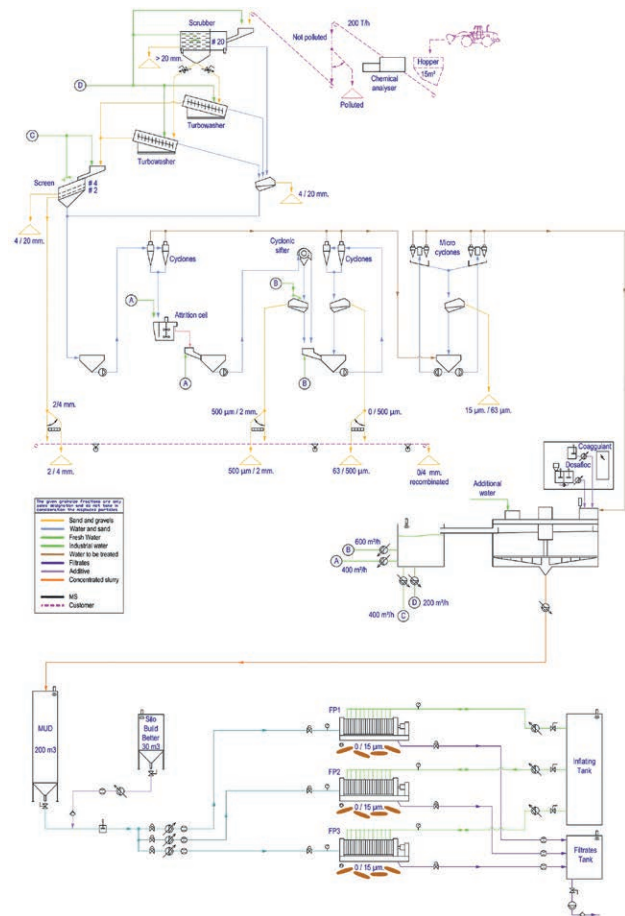 Scrubber
# 20
> 20 mm.
200 T/h
Not polluted
Polluted
Chemical
analyser
Hopper
15m³
D
Turbowasher
Turbowasher
C
Screen
# 4
# 2
4 / 20 mm.
4 / 20 mm.
Cyclones
Cyclonic
sifter
Cyclones
Micro
cyclones
A
B
Attrition cell
A
B
2/4 mm.
500 µm / 2 mm.
0 / 500 µm.
15 µm. / 63 µm.
2 / 4 mm.
500 µm / 2 mm.
63 / 500 µm.
0/4 mm.
recombinated
Coagulant
Dosafloc
Additional
water
Sand and gravels
Water and sand
Fresh Water
Industrial water
Water to be treated
Filtrates
Additive
Concentrated slurry
MS
Customer
B
600 m³/h
A
400 m³/h
400 m³/h
C
D
200 m³/h
MUD
200 m3
Silo
Build
Better
30 m3
FP1
0 / 15 µm.
FP2
0 / 15 µm.
FP3
0 / 15 µm.
Inflating
Tank
Filtrates
Tank